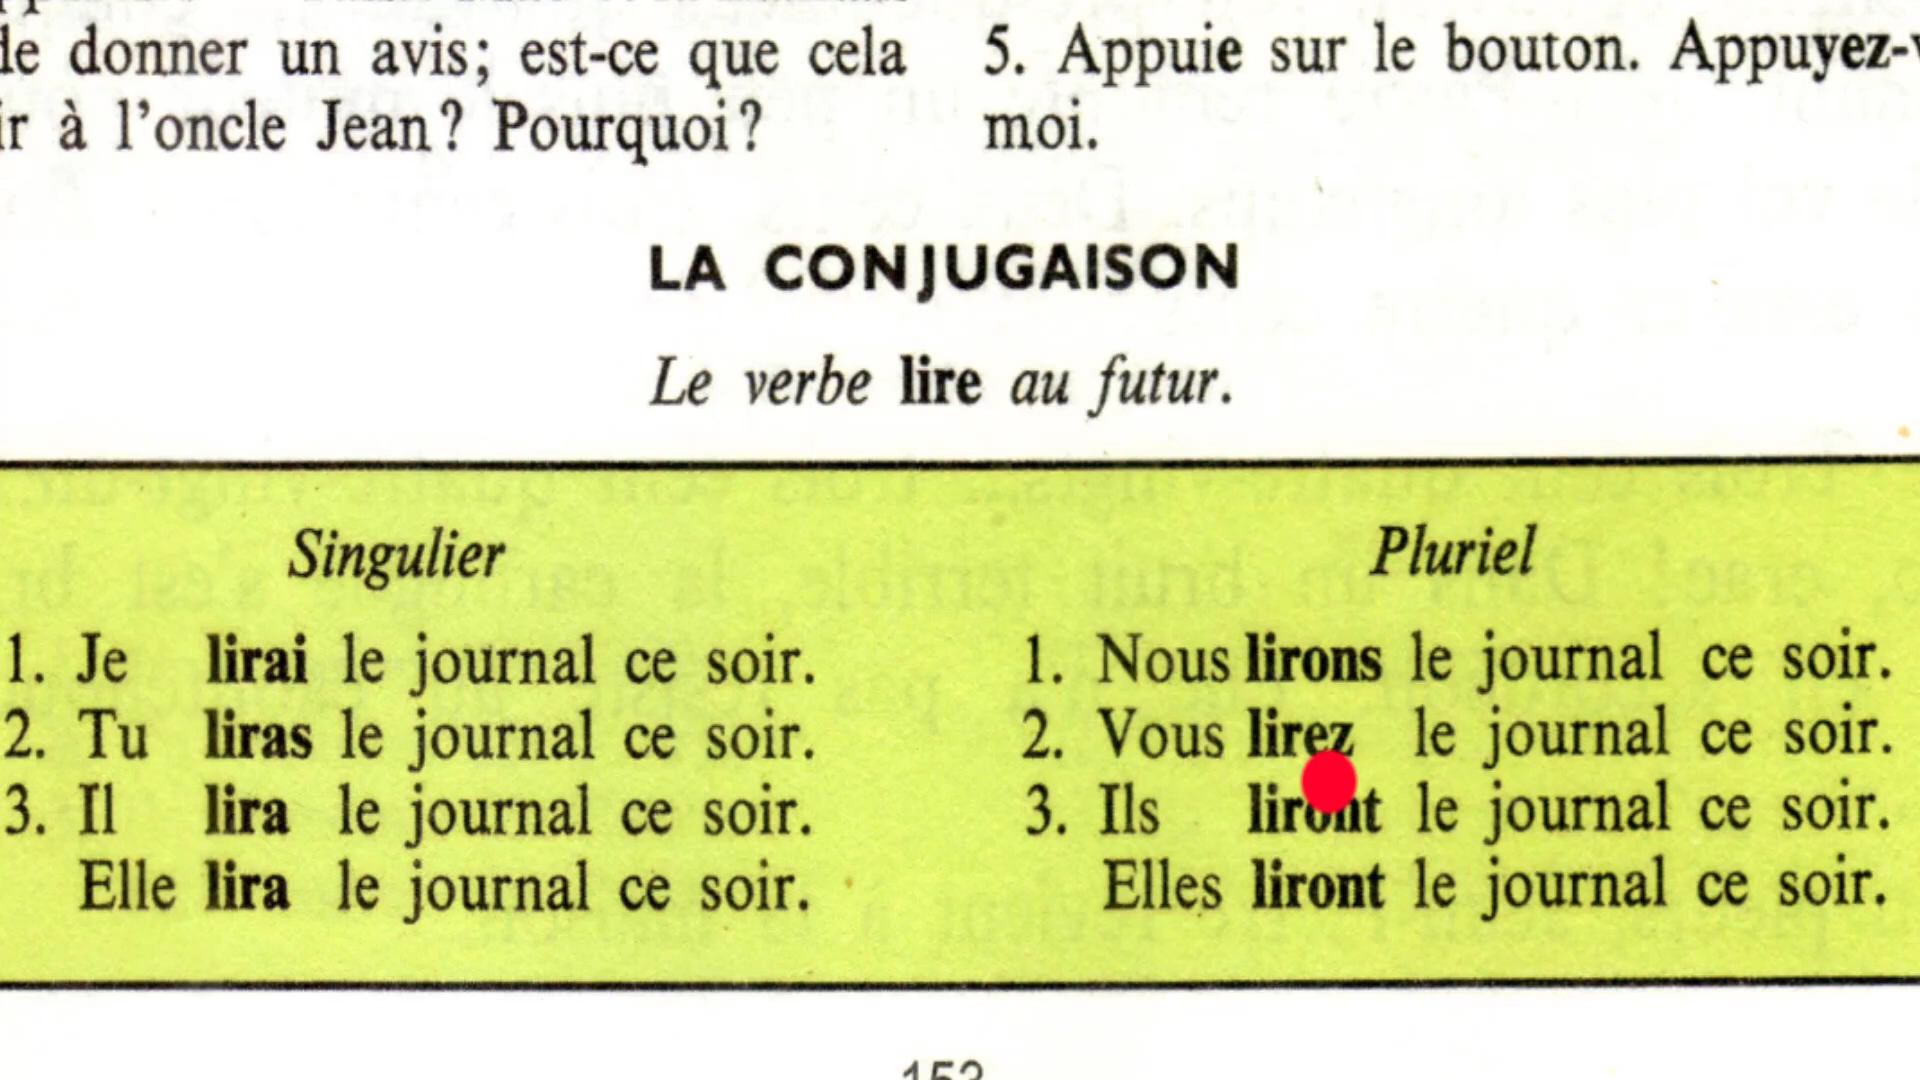 de donner un avis; est-ce que cela
ir à l'oncle Jean? Pourquoi?
5. Appuie sur le bouton. Appuyez-
moi.
LA CONJUGAISON
Le verbe lire au futur.
Singulier
1. Je lirai le journal ce soir.
2. Tu liras le journal ce soir.
3. Il lira le journal ce soir.
Elle lira le journal ce soir.
Pluriel
1. Nous lirons le journal ce soir.
2. Vous lirez le journal ce soir.
3. Ils liront le journal ce soir.
Elles liront le journal ce soir.
153